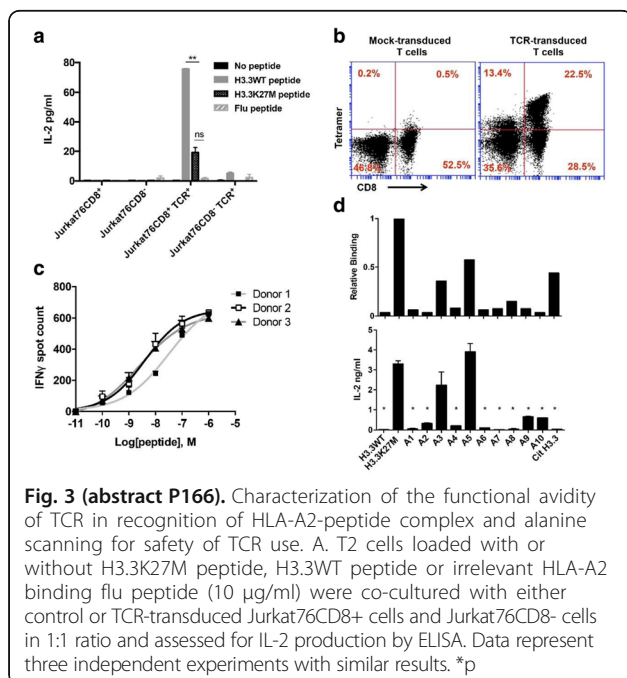 a
IL-2 pg/ml
80
60
40
20
0
**
ns
No peptide
H3.3WT peptide
H3.3K27M peptide
Flu peptide
Jurkat76CD8+
Jurkat76CD8-
Jurkat76CD8+ TCR+
Jurkat76CD8- TCR+
b
Mock-transduced T cells
TCR-transduced T cells
0.2% 0.5%
13.4% 22.5%
46.8% 52.5%
35.6% 28.5%
Tetramer
CD8
c
IFNγ spot count
800
600
400
200
0
-11 -10 -9 -8 -7 -6 -5
Log[peptide], M
Donor 1
Donor 2
Donor 3
d
Relative Binding
1
0.5
0
IL-2 ng/ml
5
4
3
2
1
0
* * * * * * * * * *
H3.3WT
H3.3K27M
A1
A2
A3
A4
A5
A6
A7
A8
A9
A10
Cit H3.3
Fig. 3 (abstract P166). Characterization of the functional avidity
of TCR in recognition of HLA-A2-peptide complex and alanine
scanning for safety of TCR use. A. T2 cells loaded with or
without H3.3K27M peptide, H3.3WT peptide or irrelevant HLA-A2
binding flu peptide (10 μg/ml) were co-cultured with either
control or TCR-transduced Jurkat76CD8+ cells and Jurkat76CD8- cells
in 1:1 ratio and assessed for IL-2 production by ELISA. Data represent
three independent experiments with similar results. *p